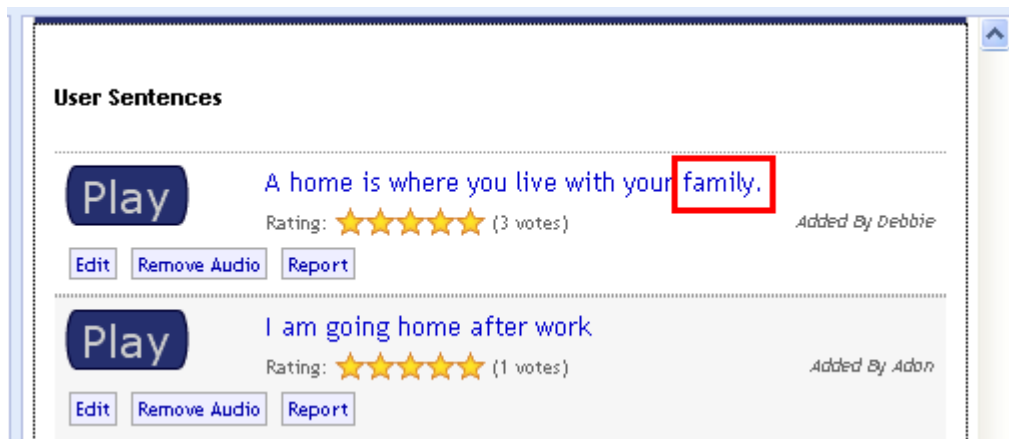 User Sentences
Play
A home is where you live with your family.
Rating: (3 votes)
Added By Debbie
Edit Remove Audio Report
Play
I am going home after work
Rating: (1 votes)
Added By Adon
Edit Remove Audio Report